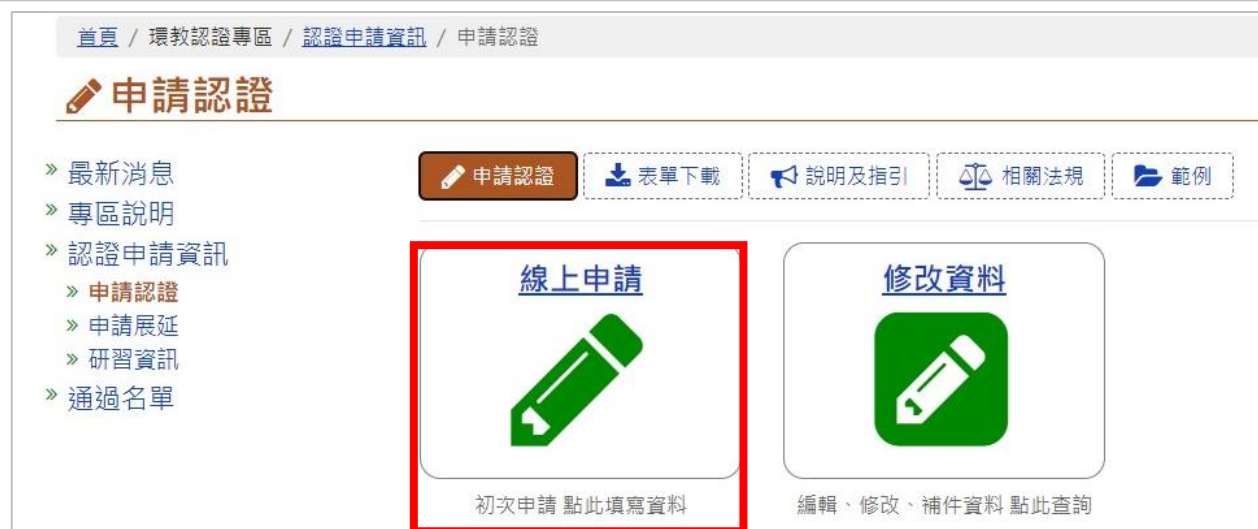 首頁 / 環教認證專區 / 認證申請資訊 / 申請認證
申請認證
» 最新消息
» 專區說明
» 認證申請資訊
» 申請認證
» 申請展延
» 研習資訊
» 通過名單
申請認證 表單下載 說明及指引 相關法規 範例
線上申請
初次申請 點此填寫資料
修改資料
編輯、修改、補件資料 點此查詢